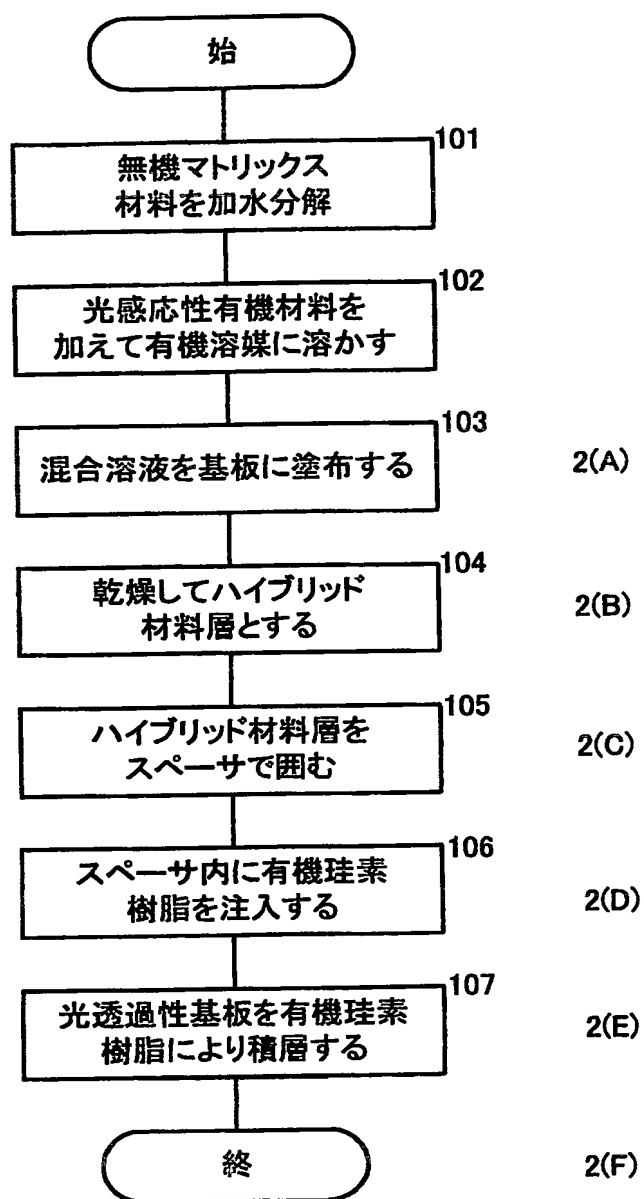 始
101
無機マトリックス
材料を加水分解
102
光感応性有機材料を
加えて有機溶媒に溶かす
103
混合溶液を基板に塗布する
2(A)
104
乾燥してハイブリッド
材料層とする
2(B)
105
ハイブリッド材料層を
スペーサで囲む
2(C)
106
スペーサ内に有機珪素
樹脂を注入する
2(D)
107
光透過性基板を有機珪素
樹脂により積層する
2(E)
終
2(F)